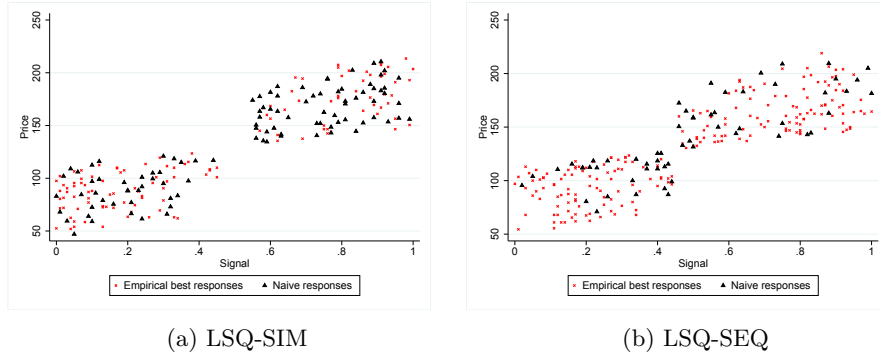 250
200
150
100
50
Price
0 .2 .4 .6 .8 1
Signal
Empirical best responses Naive responses
(a) LSQ-SIM
250
200
150
100
50
Price
0 .2 .4 .6 .8 1
Signal
Empirical best responses Naive responses
(b) LSQ-SEQ